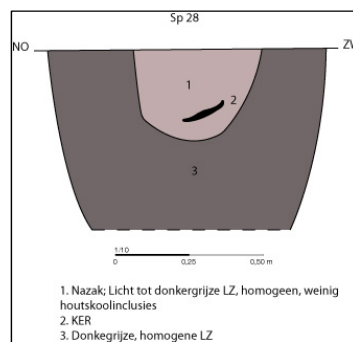 Sp 28
NO
ZW
1
2
3
1:10
0 0,25 0,50 m
1. Nazak; Licht tot donkergrijze LZ, homogeen, weinig
houtskoolinclusies
2. KER
3. Donkegrijze, homogene LZ